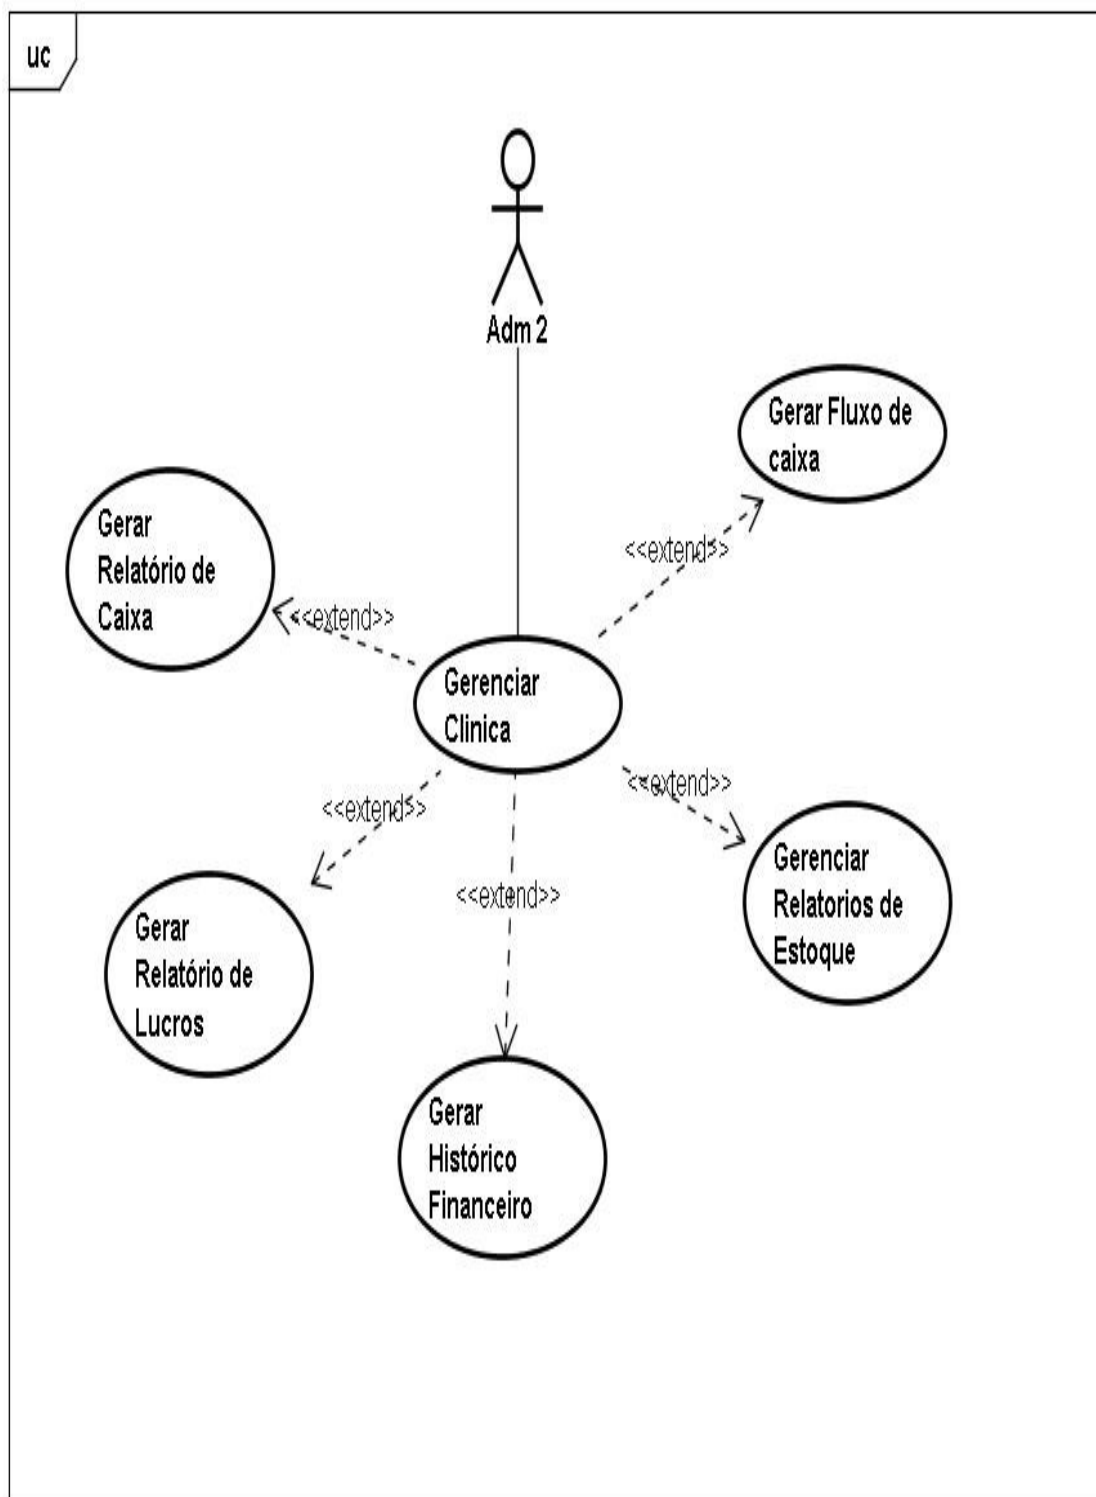 uc
Adm 2
Gerar Fluxo de
caixa
<<extend>>
Gerar
Relatório de
Caixa
<<extend>>
Gerenciar
Clinica
<<extend>>
<<extend>>
<<extend>>
Gerenciar
Relatorios de
Estoque
Gerar
Relatório de
Lucros
Gerar
Histórico
Financeiro